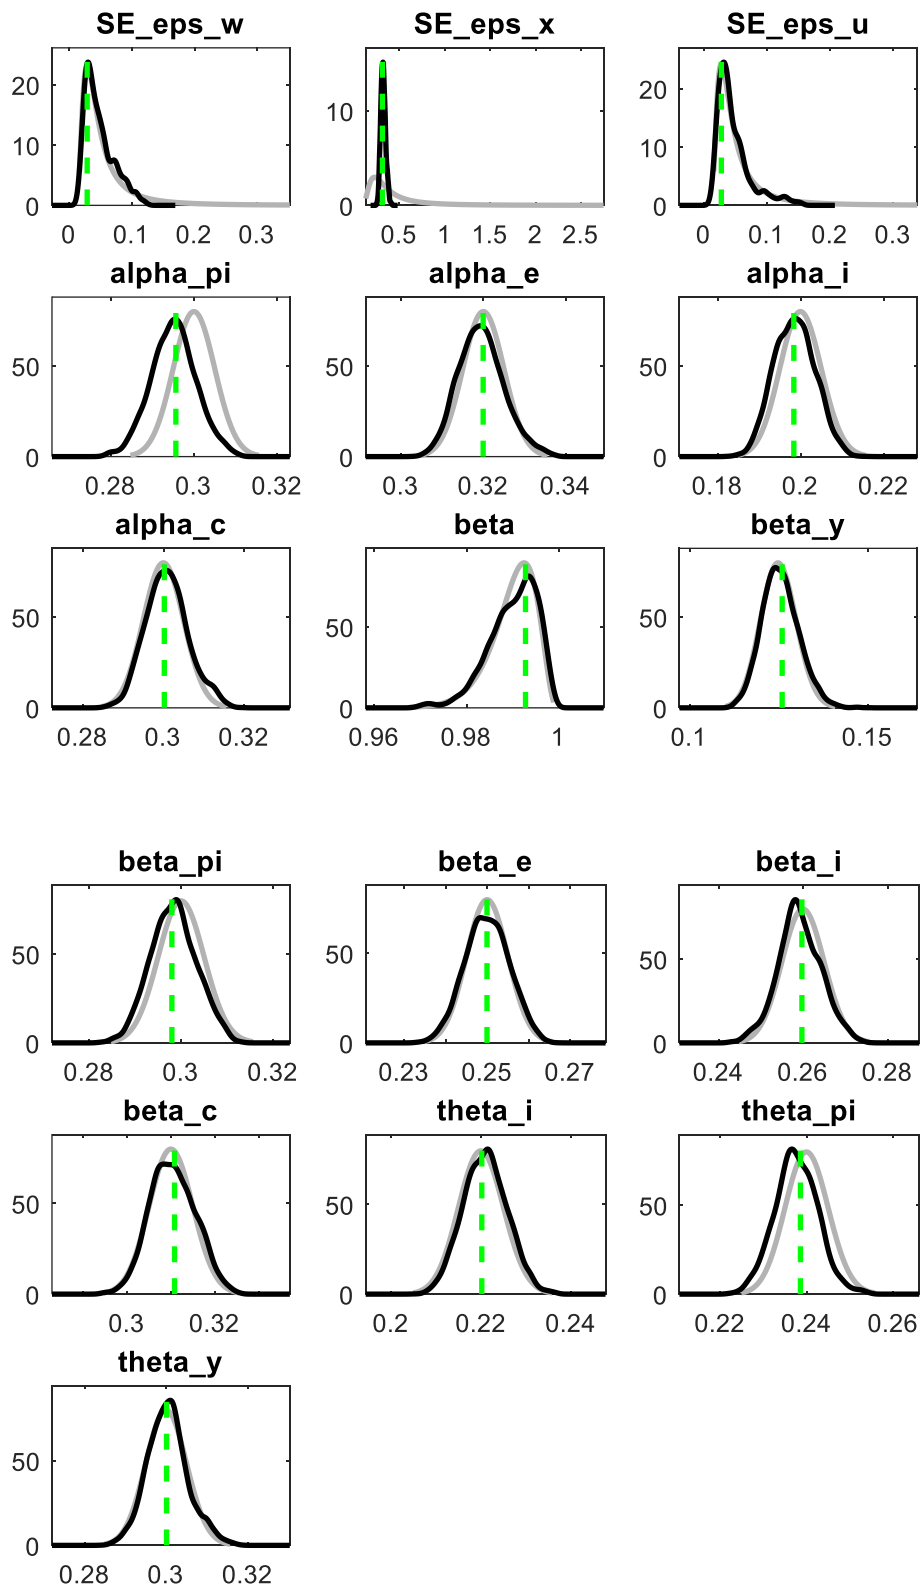 SE_eps_w SE_eps_x SE_eps_u
20 10 0
10 0
20 10 0
0 0.1 0.2 0.3 0.5 1 1.5 2 2.5 0 0.1 0.2 0.3
alpha_pi alpha_e alpha_i
50 50 50
0 0 0
0.28 0.3 0.32 0.3 0.32 0.34 0.18 0.2 0.22
alpha_c beta beta_y
50 50 50
0 0 0
0.28 0.3 0.32 0.96 0.98 1 0.1 0.15
beta_pi beta_e beta_i
50 50 50
0 0 0
0.28 0.3 0.32 0.23 0.25 0.27 0.24 0.26 0.28
beta_c theta_i theta_pi
50 50 50
0 0 0
0.3 0.32 0.2 0.22 0.24 0.22 0.24 0.26
theta_y
50
0
0.28 0.3 0.32